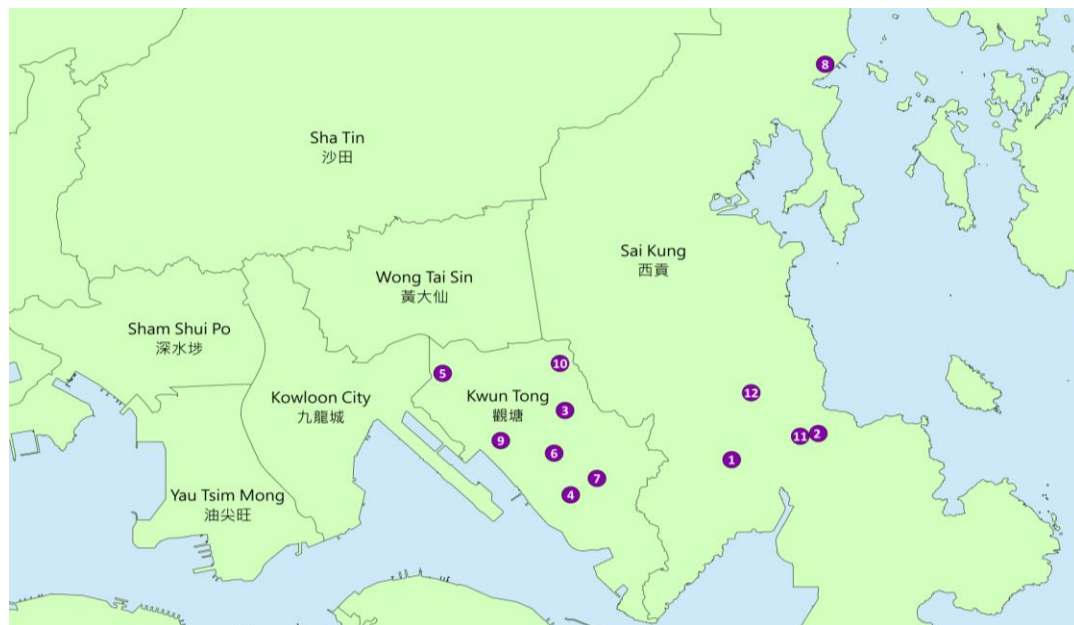 8
Sha Tin
沙田
Sai Kung
西貢
Wong Tai Sin
黃大仙
Sham Shui Po
深水埗
10
5
Kowloon City
九龍城
Kwun Tong
觀塘
12
3
9
11
2
6
1
7
4
Yau Tsim Mong
油尖旺